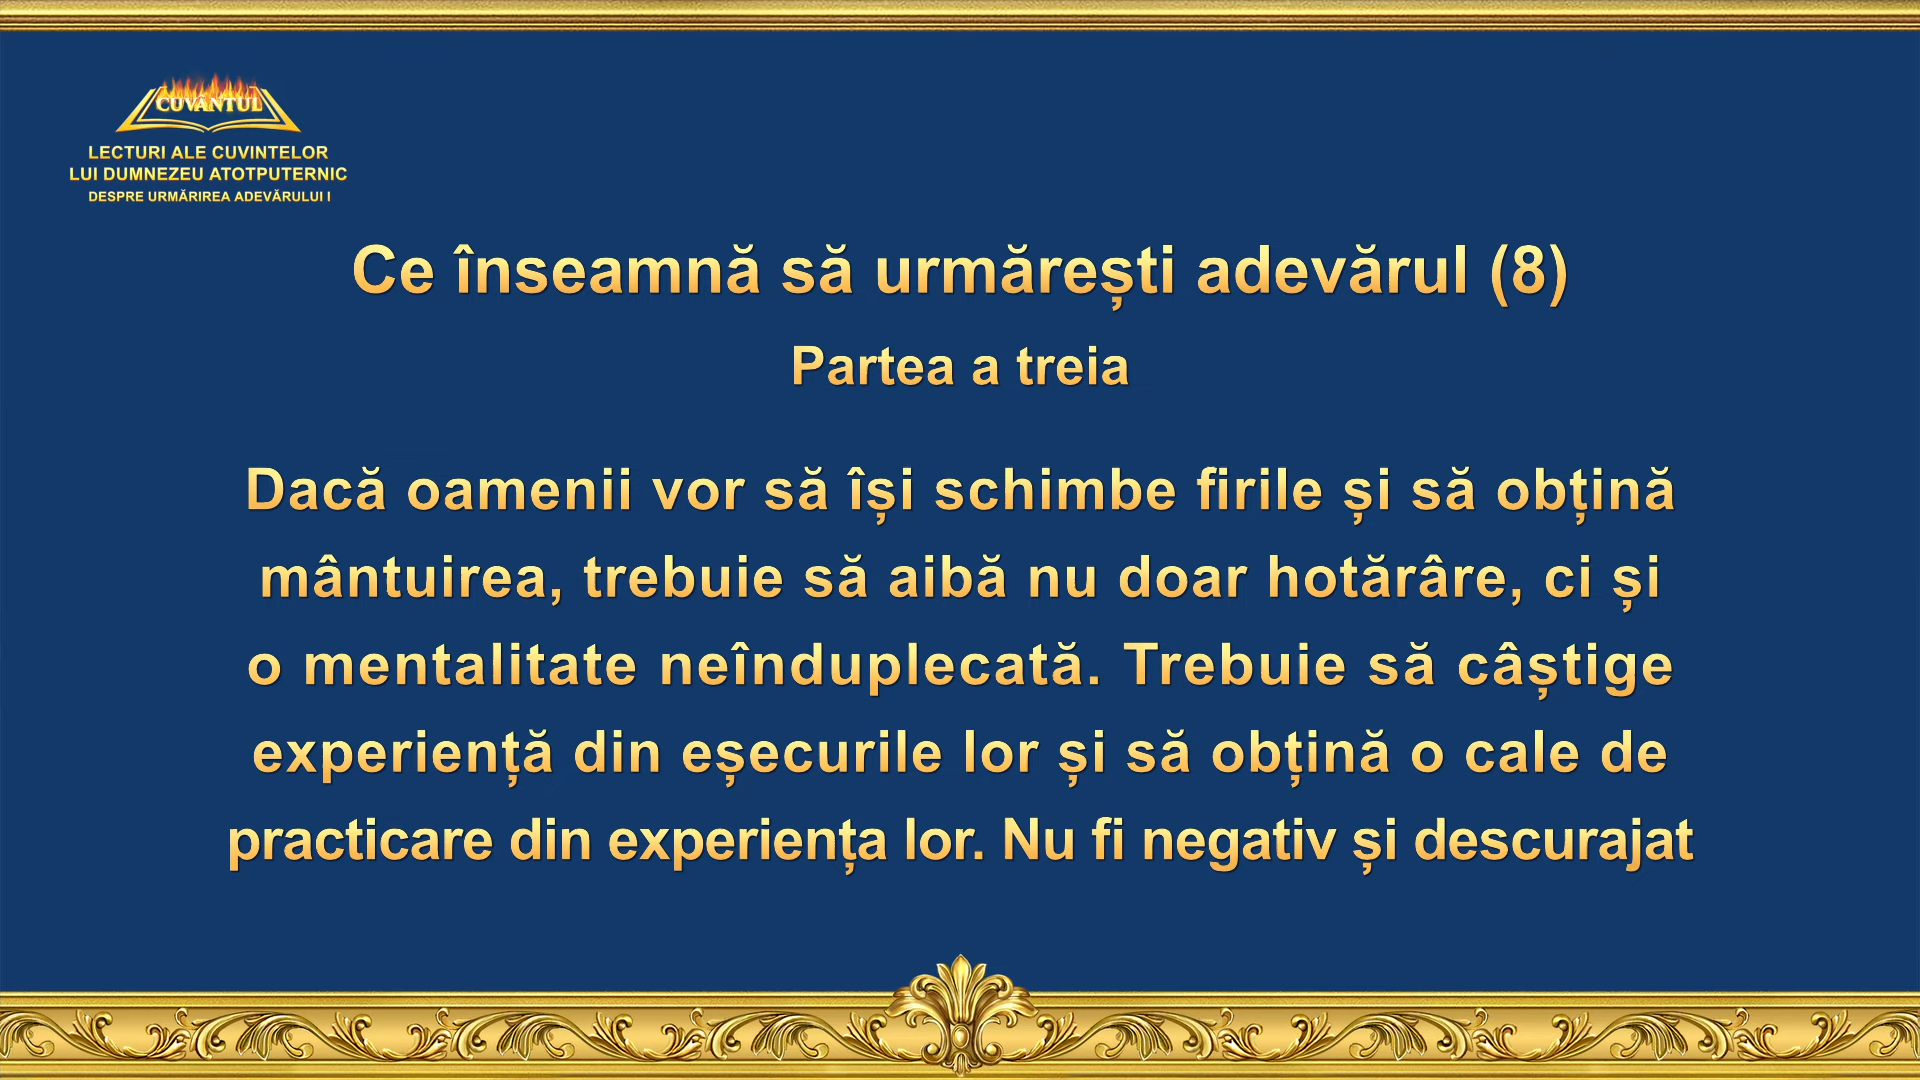 CUVÂNTUL
LECTURI ALE CUVINTELOR
LUI DUMNEZEU ATOTPUTERNIC
DESPRE URMĂRIREA ADEVĂRULUI I
Ce înseamnă să urmărești adevărul (8)
Partea a treia
Dacă oamenii vor să își schimbe firile și să obțină
mântuirea, trebuie să aibă nu doar hotărâre, ci și
o mentalitate neînduplecată. Trebuie să câștige
experiență din eșecurile lor și să obțină o cale de
practicare din experiența lor. Nu fi negativ și descurajat